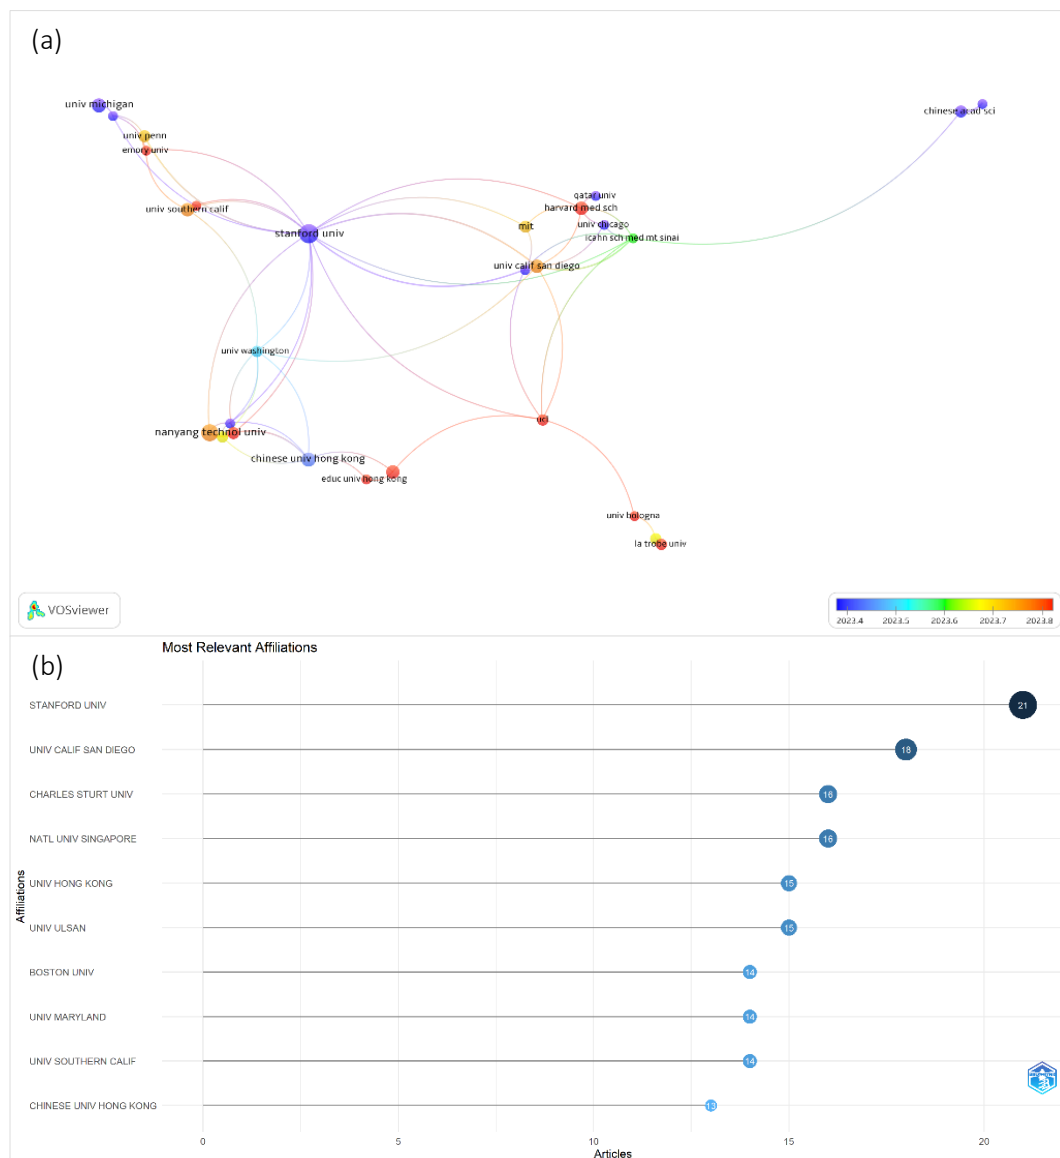 (a)
univ michigan
chinese acad sci
univ penn
emory univ
qatar univ
univ southern calif
harvard med sch
mit
univ chicago
stanford univ
icahn sch med mt sinai
univ calif san diego
univ washington
uci
nanyang technol univ
chinese univ hong kong
educ univ hong kong
univ bologna
la trobe univ
VOSviewer
2023.4 2023.5 2023.6 2023.7 2023.8
(b)
Most Relevant Affiliations
STANFORD UNIV 21
UNIV CALIF SAN DIEGO 18
CHARLES STURT UNIV 16
NATL UNIV SINGAPORE 16
UNIV HONG KONG 15
UNIV ULSAN 15
BOSTON UNIV 14
UNIV MARYLAND 14
UNIV SOUTHERN CALIF 14
CHINESE UNIV HONG KONG 13
Affiliations
0 5 10 15 20
Articles